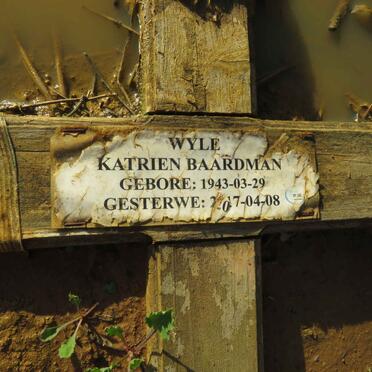 WYLE
KATRIEN BAARDMAN
GEBORE: 1943-03-29
GESTERWE: